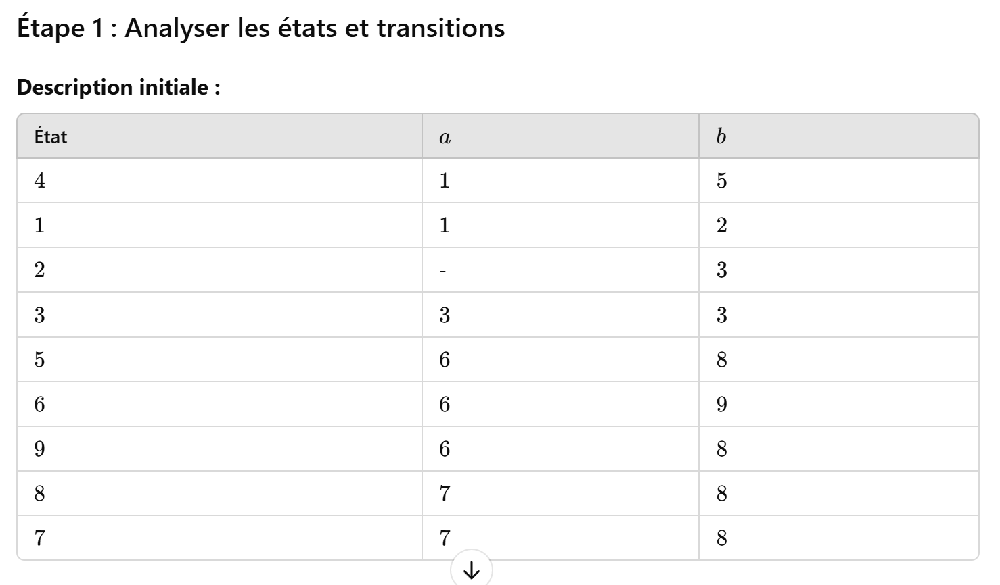 Étape 1 : Analyser les états et transitions
Description initiale :
État a b
4 1 5
1 1 2
2 - 3
3 3 3
5 6 8
6 6 9
9 6 8
8 7 8
7 7 8